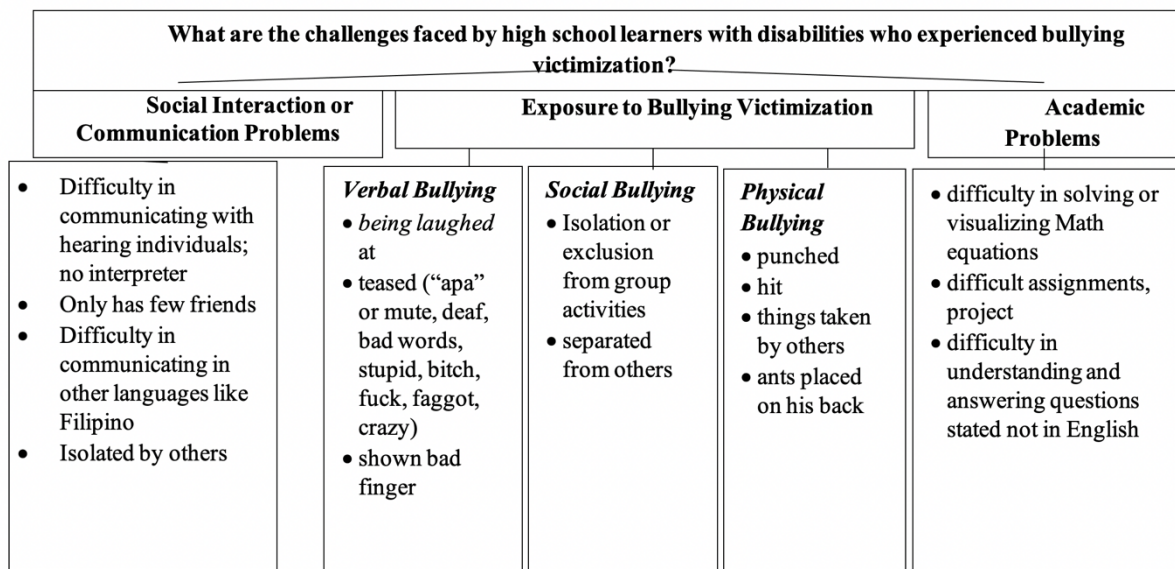 What are the challenges faced by high school learners with disabilities who experienced bullying
victimization?
Social Interaction or
Communication Problems
Exposure to Bullying Victimization
Academic
Problems
• Difficulty in
communicating with
hearing individuals;
no interpreter
• Only has few friends
• Difficulty in
communicating in
other languages like
Filipino
• Isolated by others
Verbal Bullying
• being laughed
at
• teased (“apa”
or mute, deaf,
bad words,
stupid, bitch,
fuck, faggot,
crazy)
• shown bad
finger
Social Bullying
• Isolation or
exclusion
from group
activities
• separated
from others
Physical
Bullying
• punched
• hit
• things taken
by others
• ants placed
on his back
• difficulty in solving or
visualizing Math
equations
• difficult assignments,
project
• difficulty in
understanding and
answering questions
stated not in English